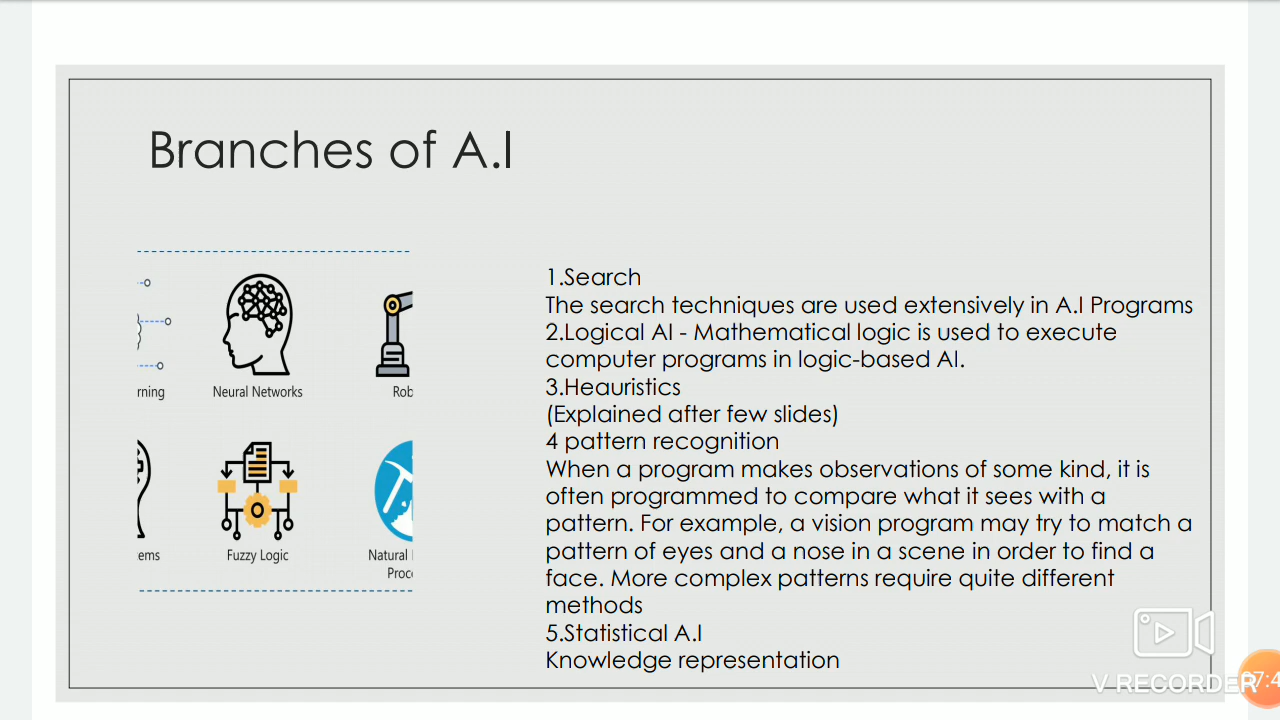 Branches of A.I
rning
Neural Networks
Rob
ems
Fuzzy Logic
Natural
Proc
1.Search
The search techniques are used extensively in A.I Programs
2.Logical AI - Mathematical logic is used to execute
computer programs in logic-based AI.
3.Heauristics
(Explained after few slides)
4 pattern recognition
When a program makes observations of some kind, it is
often programmed to compare what it sees with a
pattern. For example, a vision program may try to match a
pattern of eyes and a nose in a scene in order to find a
face. More complex patterns require quite different
methods
5.Statistical A.I
Knowledge representation
V RECORDER
07:4